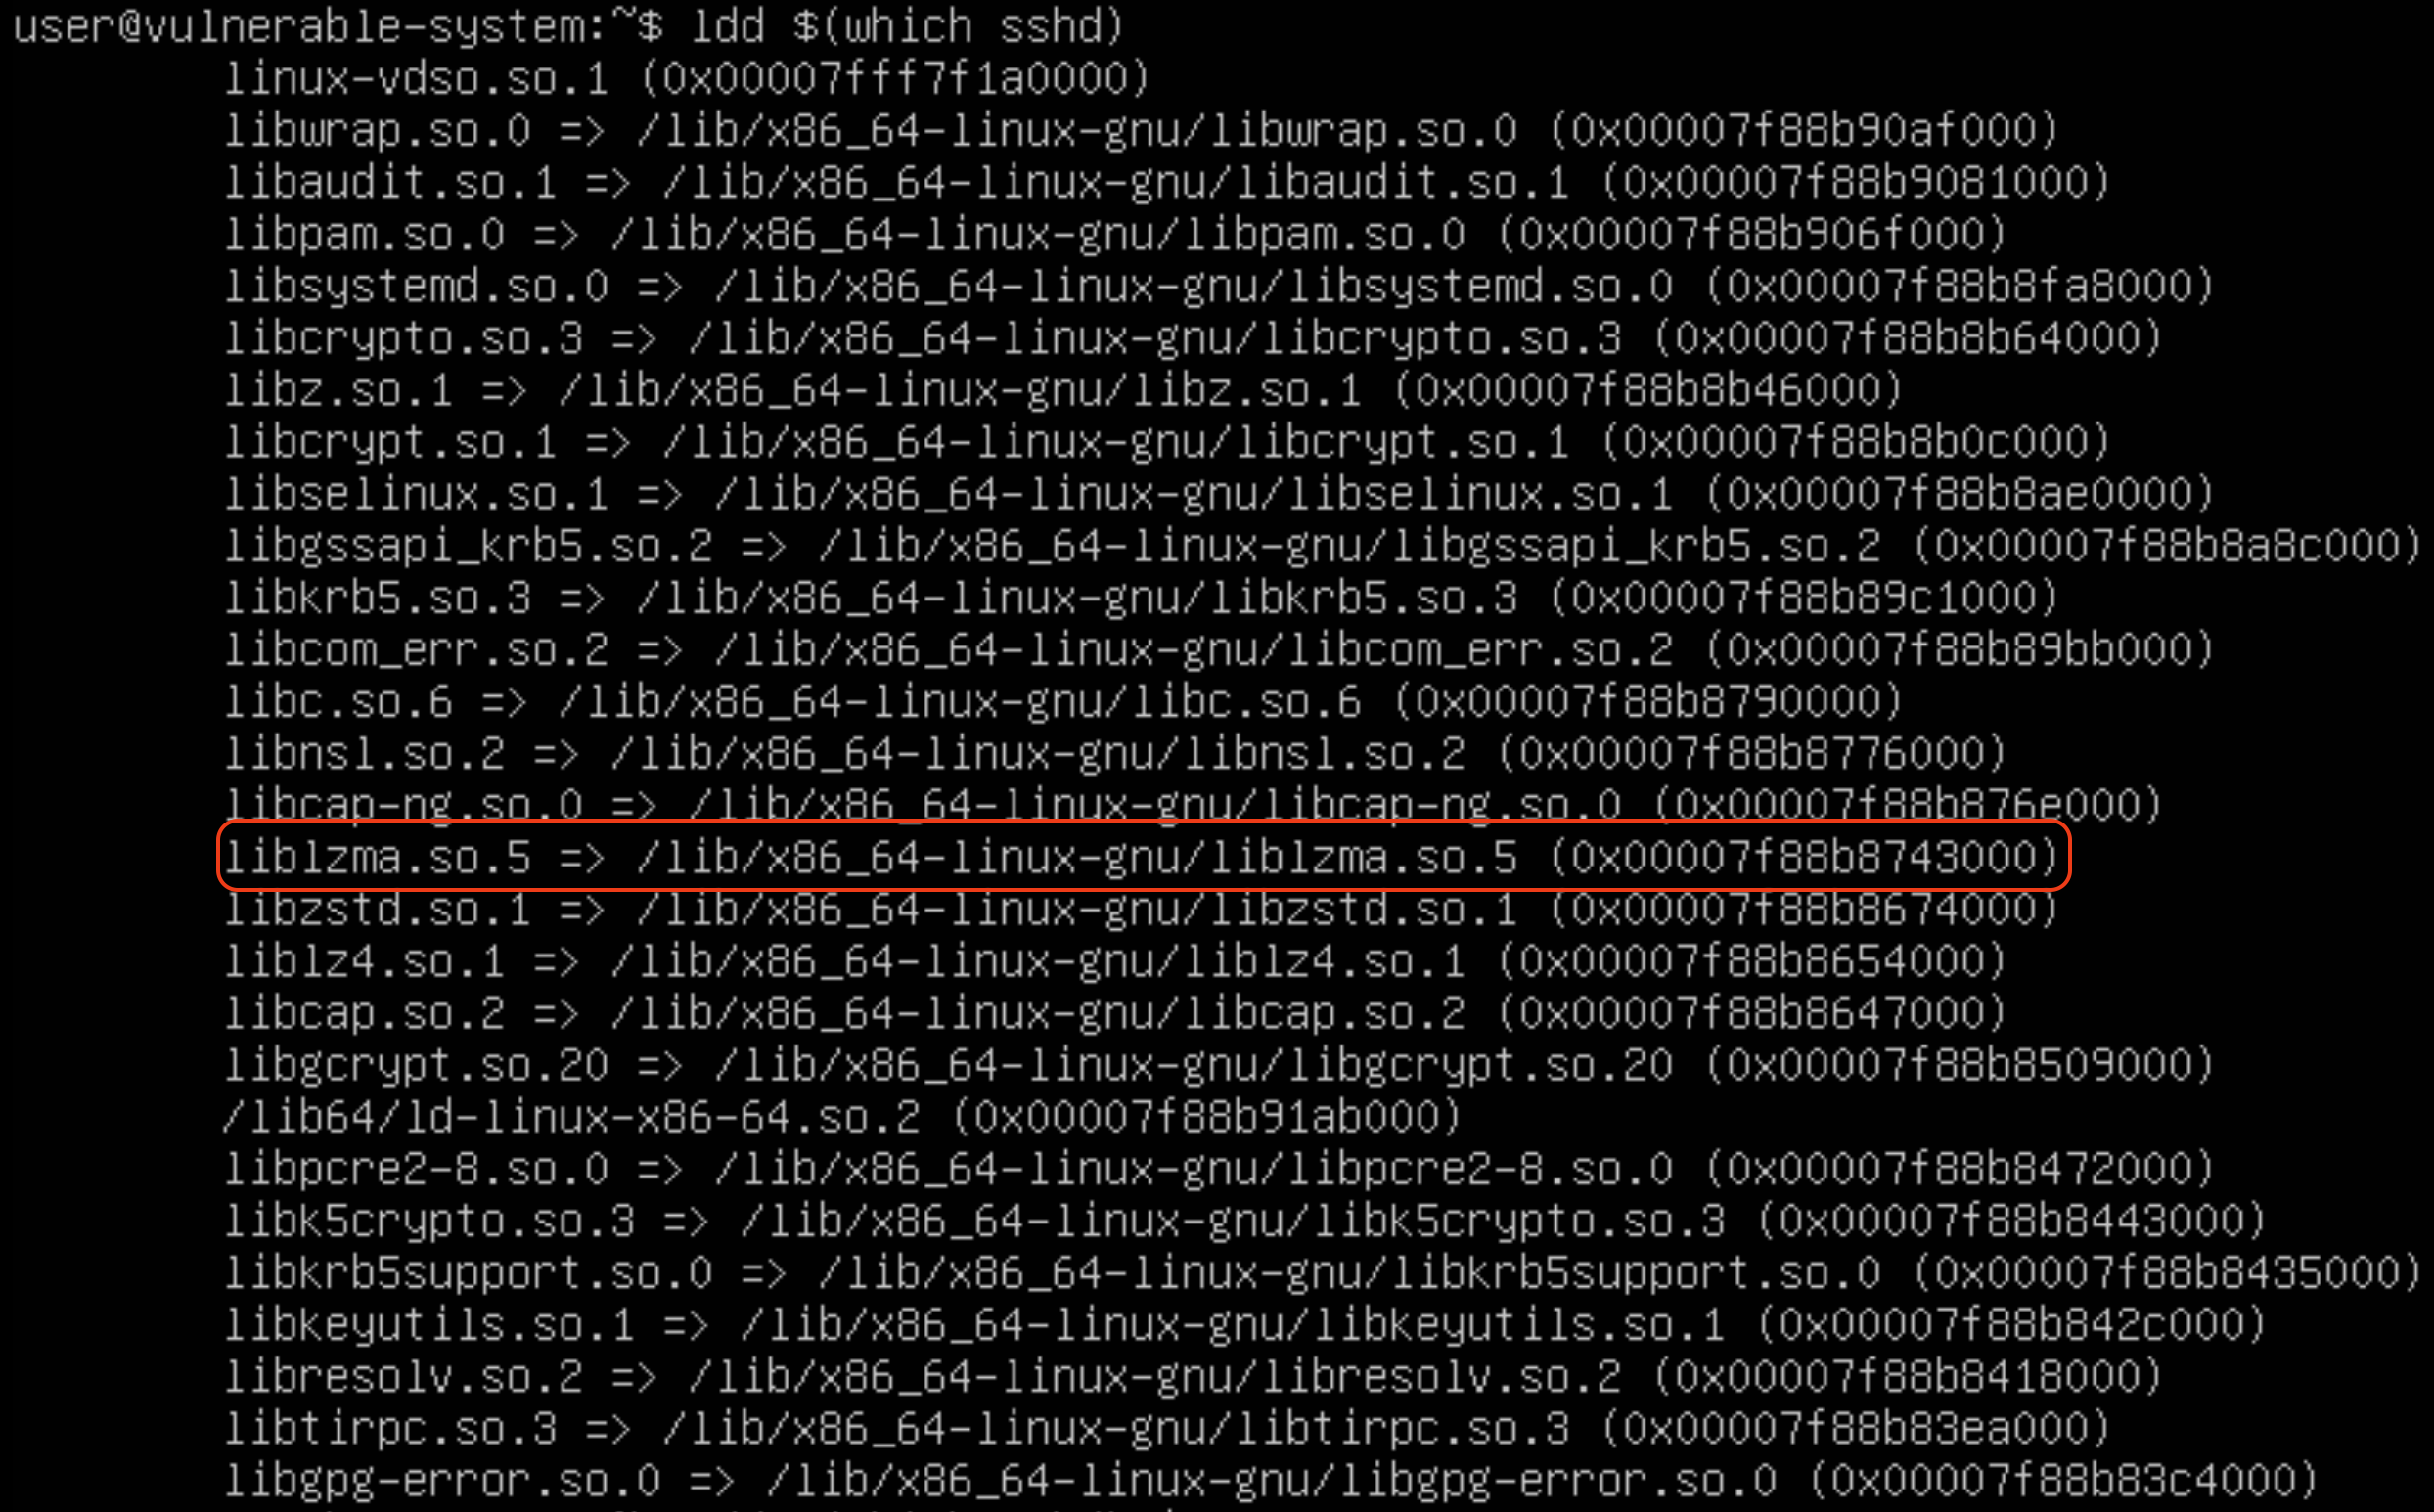 user@vulnerable-system:~$ ldd $(which sshd)
linux-vdso.so.1 (0x00007fff7f1a0000)
libwrap.so.0 => /lib/x86_64-linux-gnu/libwrap.so.0 (0x00007f88b90af000)
libaudit.so.1 => /lib/x86_64-linux-gnu/libaudit.so.1 (0x00007f88b9081000)
libpam.so.0 => /lib/x86_64-linux-gnu/libpam.so.0 (0x00007f88b906f000)
libsystemd.so.0 => /lib/x86_64-linux-gnu/libsystemd.so.0 (0x00007f88b8fa8000)
libcrypto.so.3 => /lib/x86_64-linux-gnu/libcrypto.so.3 (0x00007f88b8b64000)
libz.so.1 => /lib/x86_64-linux-gnu/libz.so.1 (0x00007f88b8b46000)
libcrypt.so.1 => /lib/x86_64-linux-gnu/libcrypt.so.1 (0x00007f88b8b0c000)
libselinux.so.1 => /lib/x86_64-linux-gnu/libselinux.so.1 (0x00007f88b8ae0000)
libgssapi_krb5.so.2 => /lib/x86_64-linux-gnu/libgssapi_krb5.so.2 (0x00007f88b8a8c000)
libkrb5.so.3 => /lib/x86_64-linux-gnu/libkrb5.so.3 (0x00007f88b89c1000)
libcom_err.so.2 => /lib/x86_64-linux-gnu/libcom_err.so.2 (0x00007f88b89bb000)
libc.so.6 => /lib/x86_64-linux-gnu/libc.so.6 (0x00007f88b8790000)
libnsl.so.2 => /lib/x86_64-linux-gnu/libnsl.so.2 (0x00007f88b8776000)
libcap-ng.so.0 => /lib/x86_64-linux-gnu/libcap-ng.so.0 (0x00007f88b876e000)
liblzma.so.5 => /lib/x86_64-linux-gnu/liblzma.so.5 (0x00007f88b8743000)
libzstd.so.1 => /lib/x86_64-linux-gnu/libzstd.so.1 (0x00007f88b8674000)
liblz4.so.1 => /lib/x86_64-linux-gnu/liblz4.so.1 (0x00007f88b8654000)
libcap.so.2 => /lib/x86_64-linux-gnu/libcap.so.2 (0x00007f88b8647000)
libgcrypt.so.20 => /lib/x86_64-linux-gnu/libgcrypt.so.20 (0x00007f88b8509000)
/lib64/ld-linux-x86-64.so.2 (0x00007f88b91ab000)
libpcre2-8.so.0 => /lib/x86_64-linux-gnu/libpcre2-8.so.0 (0x00007f88b8472000)
libk5crypto.so.3 => /lib/x86_64-linux-gnu/libk5crypto.so.3 (0x00007f88b8443000)
libkrb5support.so.0 => /lib/x86_64-linux-gnu/libkrb5support.so.0 (0x00007f88b8435000)
libkeyutils.so.1 => /lib/x86_64-linux-gnu/libkeyutils.so.1 (0x00007f88b842c000)
libresolv.so.2 => /lib/x86_64-linux-gnu/libresolv.so.2 (0x00007f88b8418000)
libtirpc.so.3 => /lib/x86_64-linux-gnu/libtirpc.so.3 (0x00007f88b83ea000)
libgpg-error.so.0 => /lib/x86_64-linux-gnu/libgpg-error.so.0 (0x00007f88b83c4000)